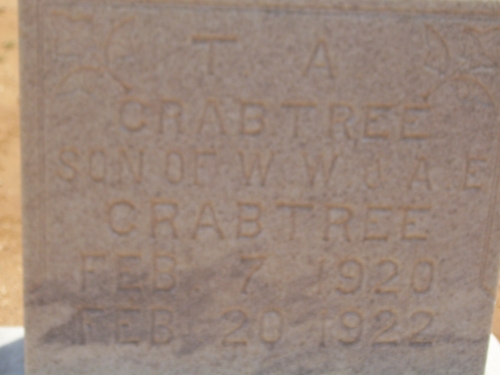 T A
CRABTREE
SON OF W W & A E
CRABTREE
FEB 7 1920
FEB 20 1922